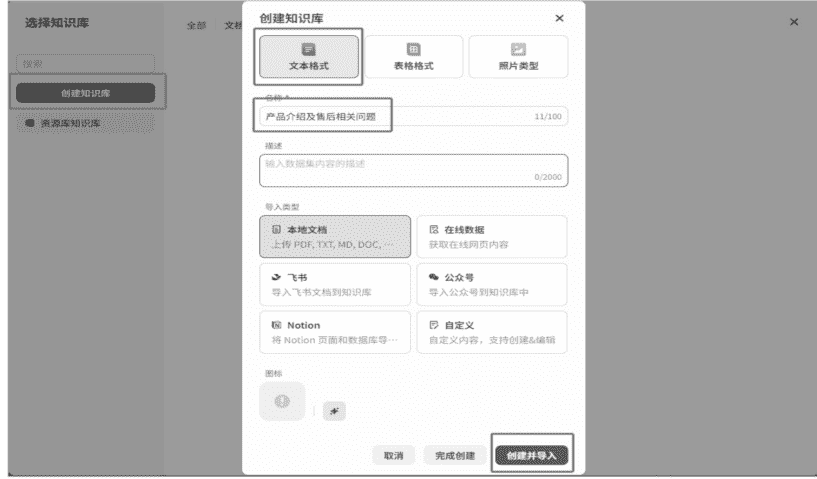 选择知识库
全部 文档
搜索
创建知识库
资源库知识库
创建知识库
文本格式
表格格式
照片类型
名称 *
产品介绍及售后相关问题 11/100
描述
输入数据集内容的描述
0/2000
导入类型
本地文档
上传 PDF, TXT, MD, DOC, ...
在线数据
获取在线网页内容
飞书
导入飞书文档到知识库
公众号
导入公众号到知识库中
Notion
将 Notion 页面和数据库导...
自定义
自定义内容，支持创建&编辑
图标
取消 完成创建 创建并导入